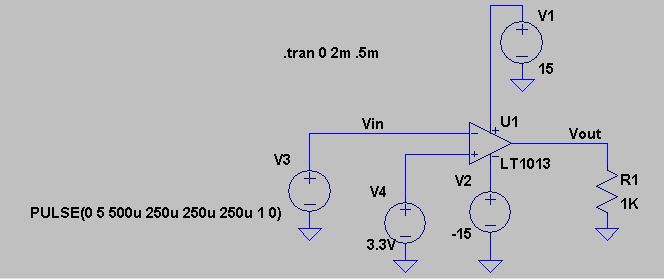 V1
.tran 0 2m .5m
15
U1
Vin
Vout
LT1013
V3
V2
V4
R1
1K
PULSE(0 5 500u 250u 250u 250u 1 0)
-15
3.3V